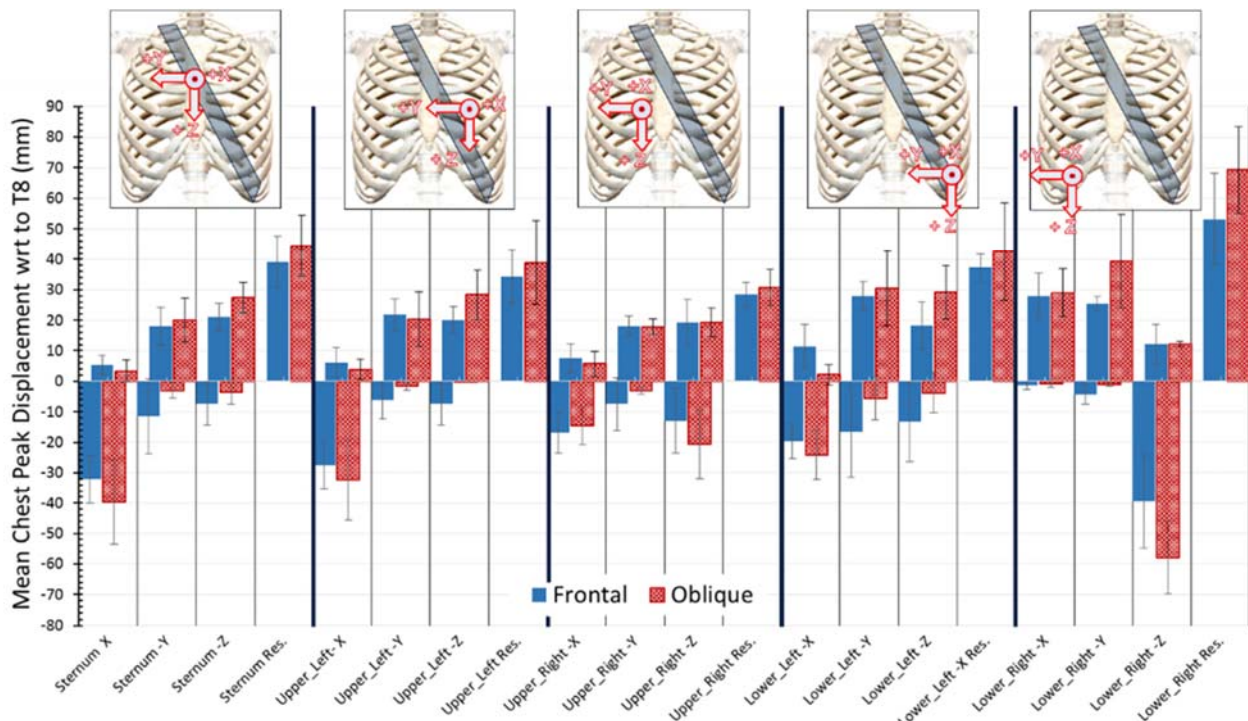 Mean Chest Peak Displacement wrt to T8 (mm)
90
80
70
60
50
40
30
20
10
0
-10
-20
-30
-40
-50
-60
-70
-80
+Y +X
+ Z
+Y +X
+ Z
+Y +X
+ Z
+Y +X
+ Z
+Y +X
+ Z
Frontal Oblique
Sternum X
Sternum -Y
Sternum -Z
Sternum Res.
Upper_Left- X
Upper_Left -Y
Upper_Left -Z
Upper_Left Res.
Upper_Right -X
Upper_Right -Y
Upper_Right -Z
Upper_Right Res.
Lower_Left -X
Lower_Left -Y
Lower_Left -Z
Lower_Left -X Res.
Lower_Right -X
Lower_Right -Y
Lower_Right -Z
Lower_Right Res.